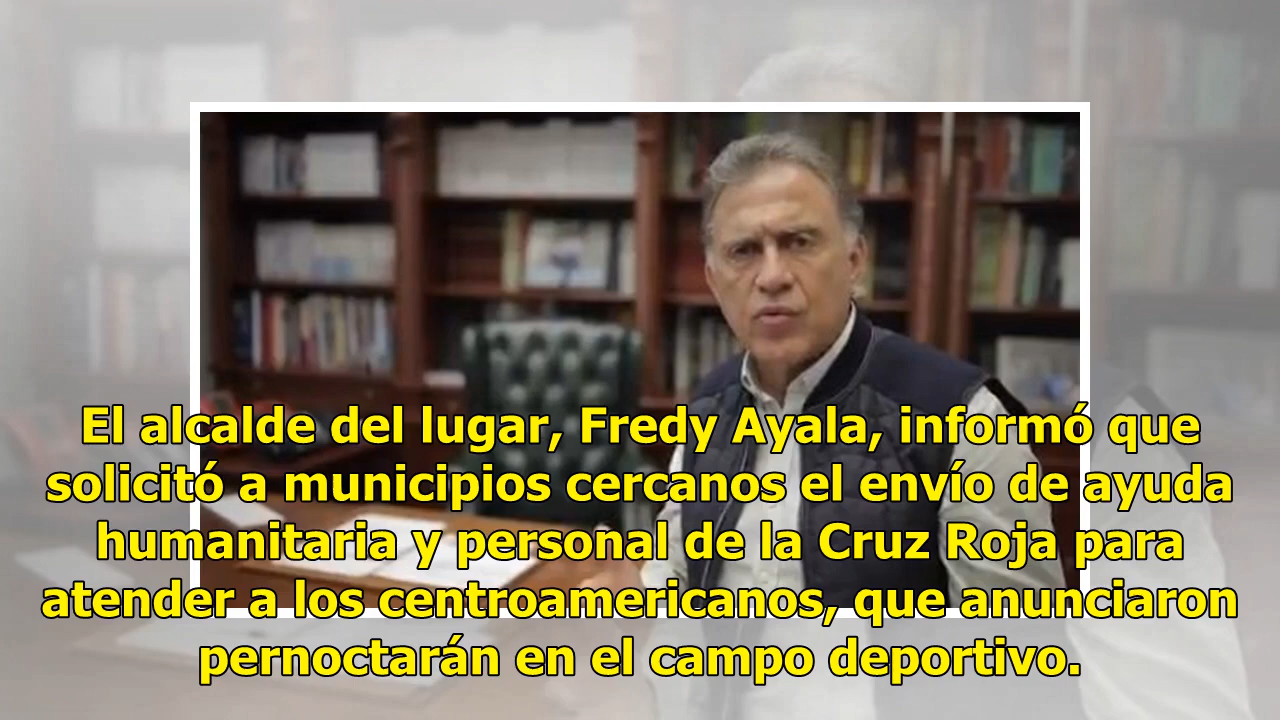 El alcalde del lugar, Fredy Ayala, informó que
solicitó a municipios cercanos el envío de ayuda
humanitaria y personal de la Cruz Roja para
atender a los centroamericanos, que anunciaron
pernoctarán en el campo deportivo.